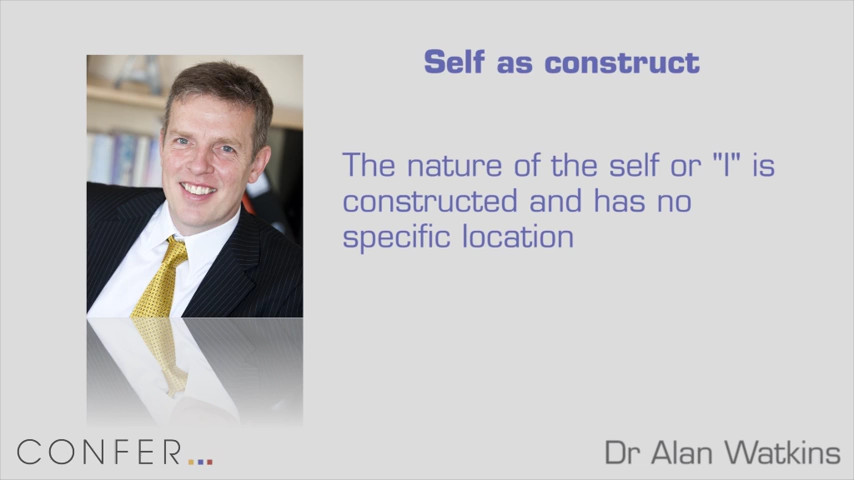 Self as construct
The nature of the self or "I" is
constructed and has no
specific location
CONFER...
Dr Alan Watkins